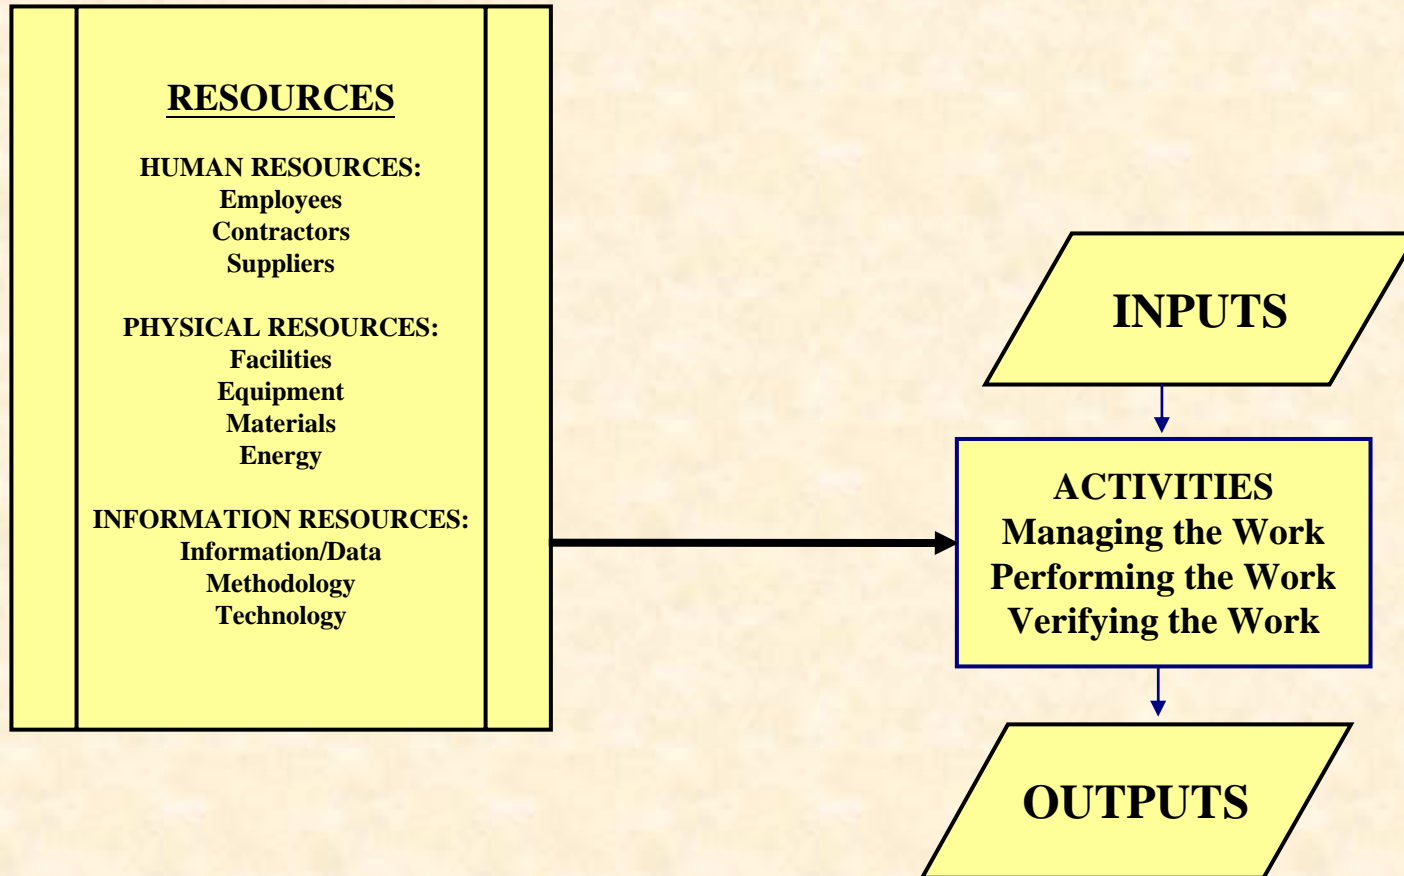 RESOURCES
HUMAN RESOURCES:
Employees
Contractors
Suppliers
PHYSICAL RESOURCES:
Facilities
Equipment
Materials
Energy
INFORMATION RESOURCES:
Information/Data
Methodology
Technology
INPUTS
ACTIVITIES
Managing the Work
Performing the Work
Verifying the Work
OUTPUTS